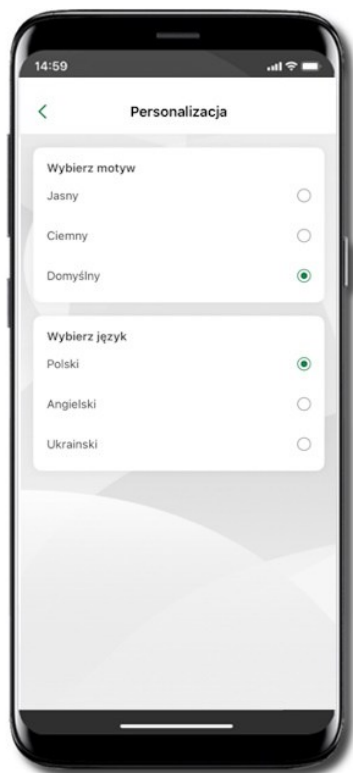 14:59
Personalizacja
Wybierz motyw
Jasny
Ciemny
Domyślny
Wybierz język
Polski
Angielski
Ukrainski